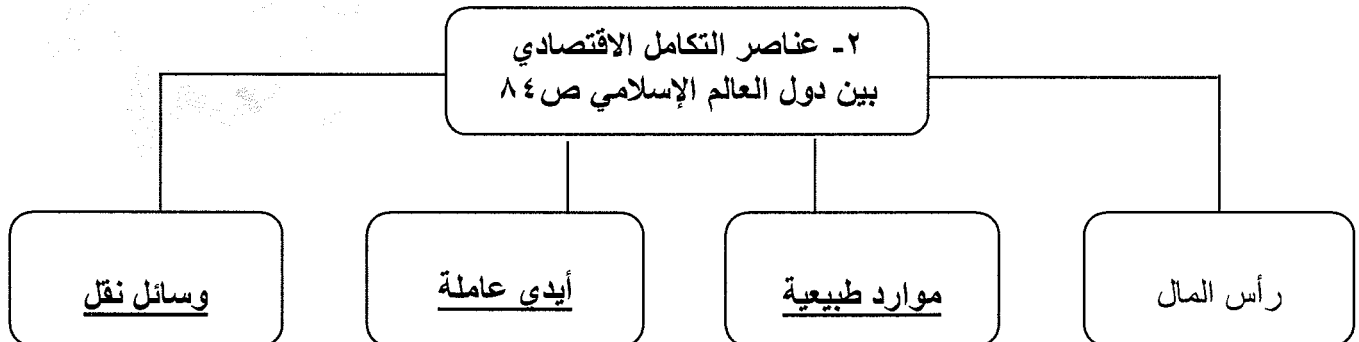 ٢- عناصر التكامل الاقتصادي
بين دول العالم الإسلامي ص٨٤
رأس المال
موارد طبيعية
أيدي عاملة
وسائل نقل